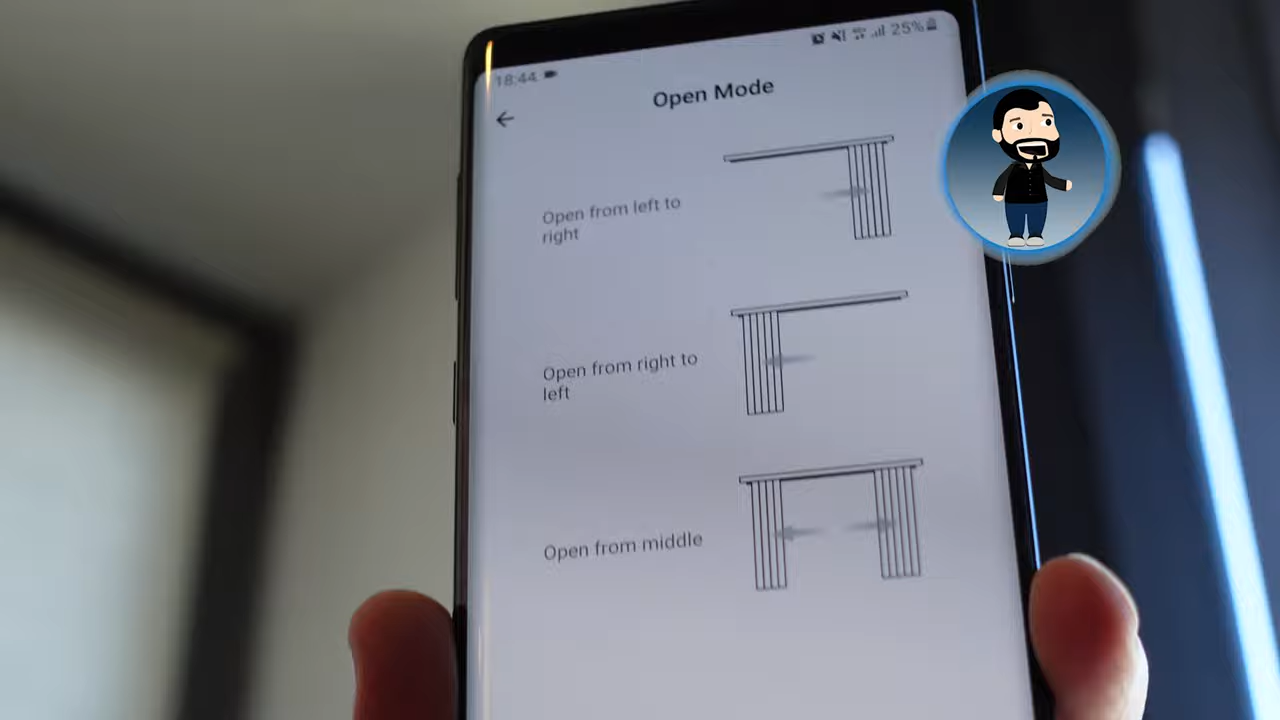 18:44
25%
Open Mode
Open from left to
right
Open from right to
left
Open from middle